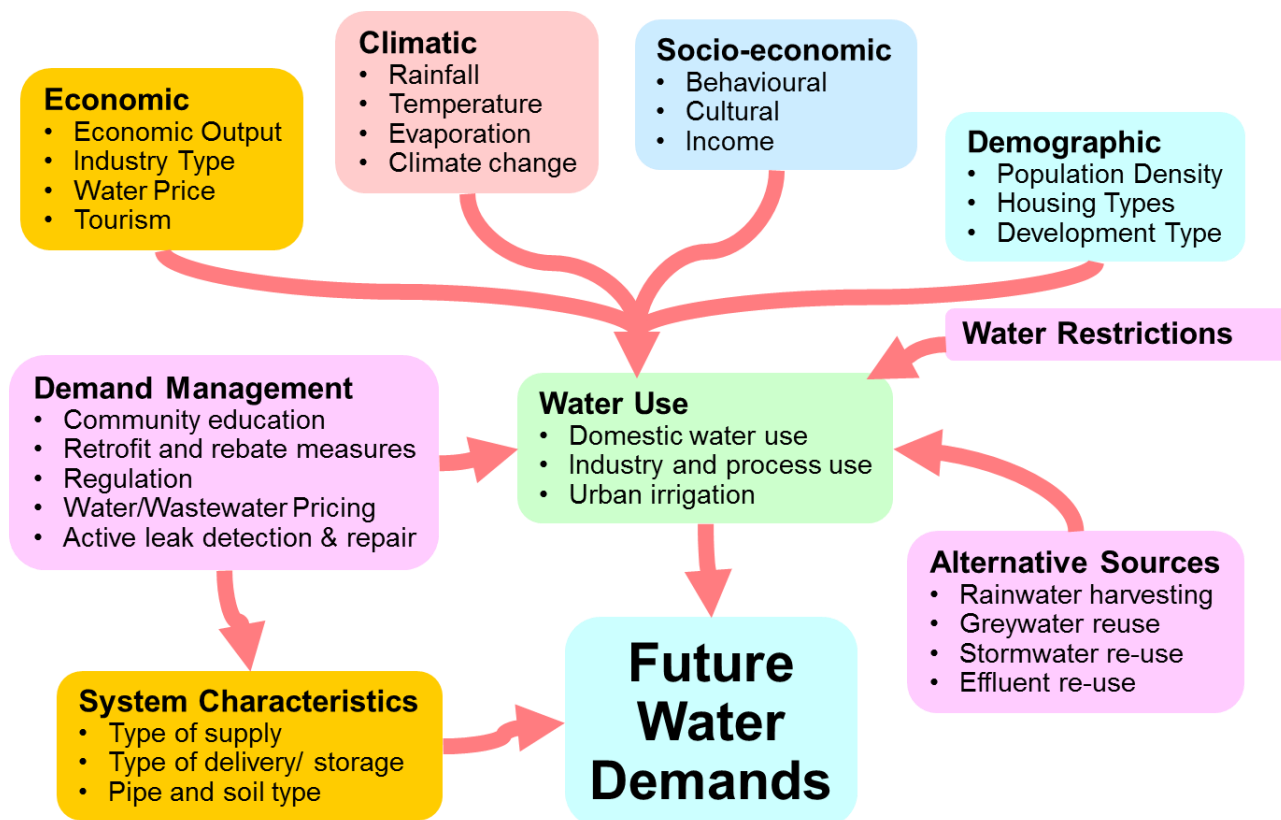 Economic
• Economic Output
• Industry Type
• Water Price
• Tourism
Climatic
• Rainfall
• Temperature
• Evaporation
• Climate change
Socio-economic
• Behavioural
• Cultural
• Income
Demographic
• Population Density
• Housing Types
• Development Type
Water Restrictions
Demand Management
• Community education
• Retrofit and rebate measures
• Regulation
• Water/Wastewater Pricing
• Active leak detection & repair
Water Use
• Domestic water use
• Industry and process use
• Urban irrigation
Alternative Sources
• Rainwater harvesting
• Greywater reuse
• Stormwater re-use
• Effluent re-use
System Characteristics
• Type of supply
• Type of delivery/ storage
• Pipe and soil type
Future
Water
Demands